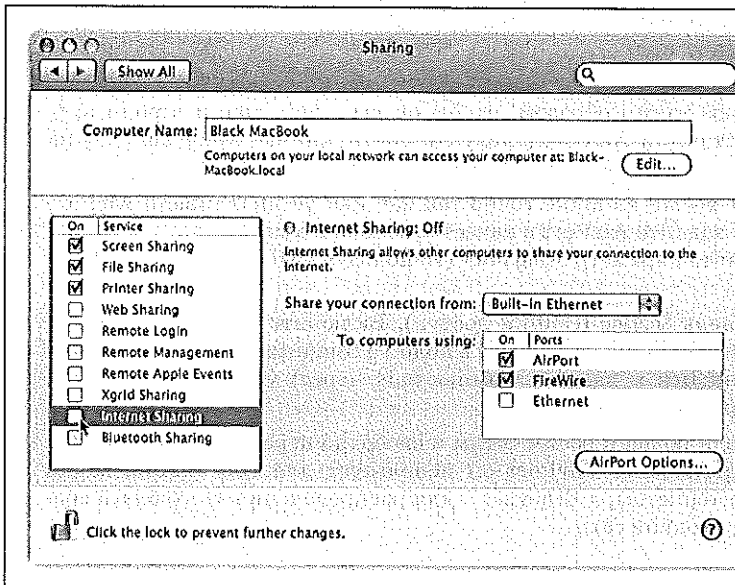 Sharing
Show All
Computer Name: Black MacBook
Computers on your local network can access your computer at: Black-
MacBook.local
Edit...
On Service
Screen Sharing
File Sharing
Printer Sharing
Web Sharing
Remote Login
Remote Management
Remote Apple Events
Xgrid Sharing
Internet Sharing
Bluetooth Sharing
Internet Sharing: Off
Internet Sharing allows other computers to share your connection to the
Internet.
Share your connection from: Built-in Ethernet
To computers using:
On Ports
AirPort
FireWire
Ethernet
AirPort Options...
Click the lock to prevent further changes.
?